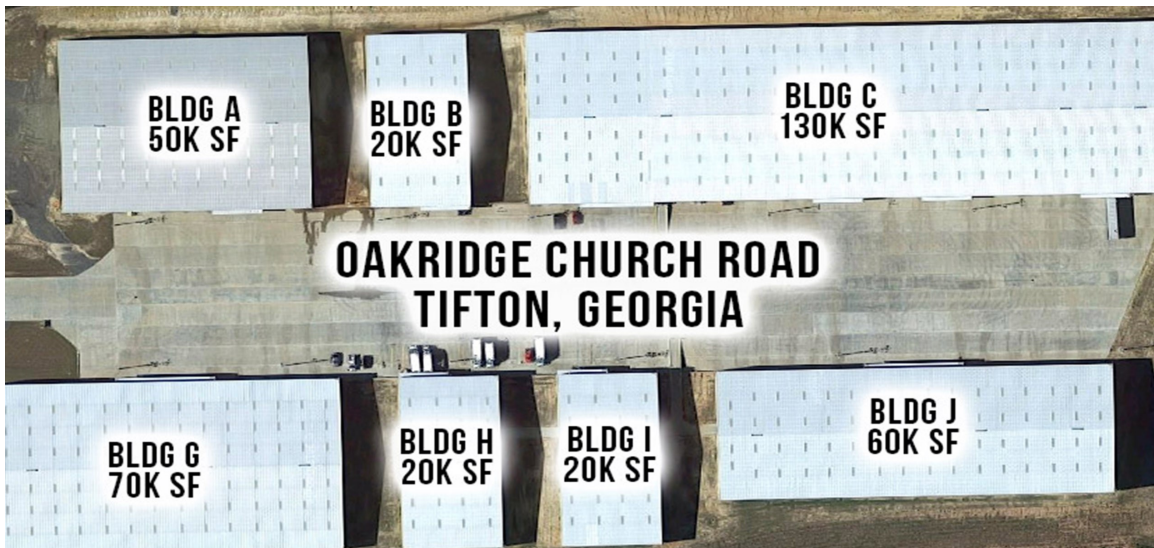 BLDG A
50K SF
BLDG B
20K SF
BLDG C
130K SF
OAKRIDGE CHURCH ROAD
TIFTON, GEORGIA
BLDG G
70K SF
BLDG H
20K SF
BLDG I
20K SF
BLDG J
60K SF